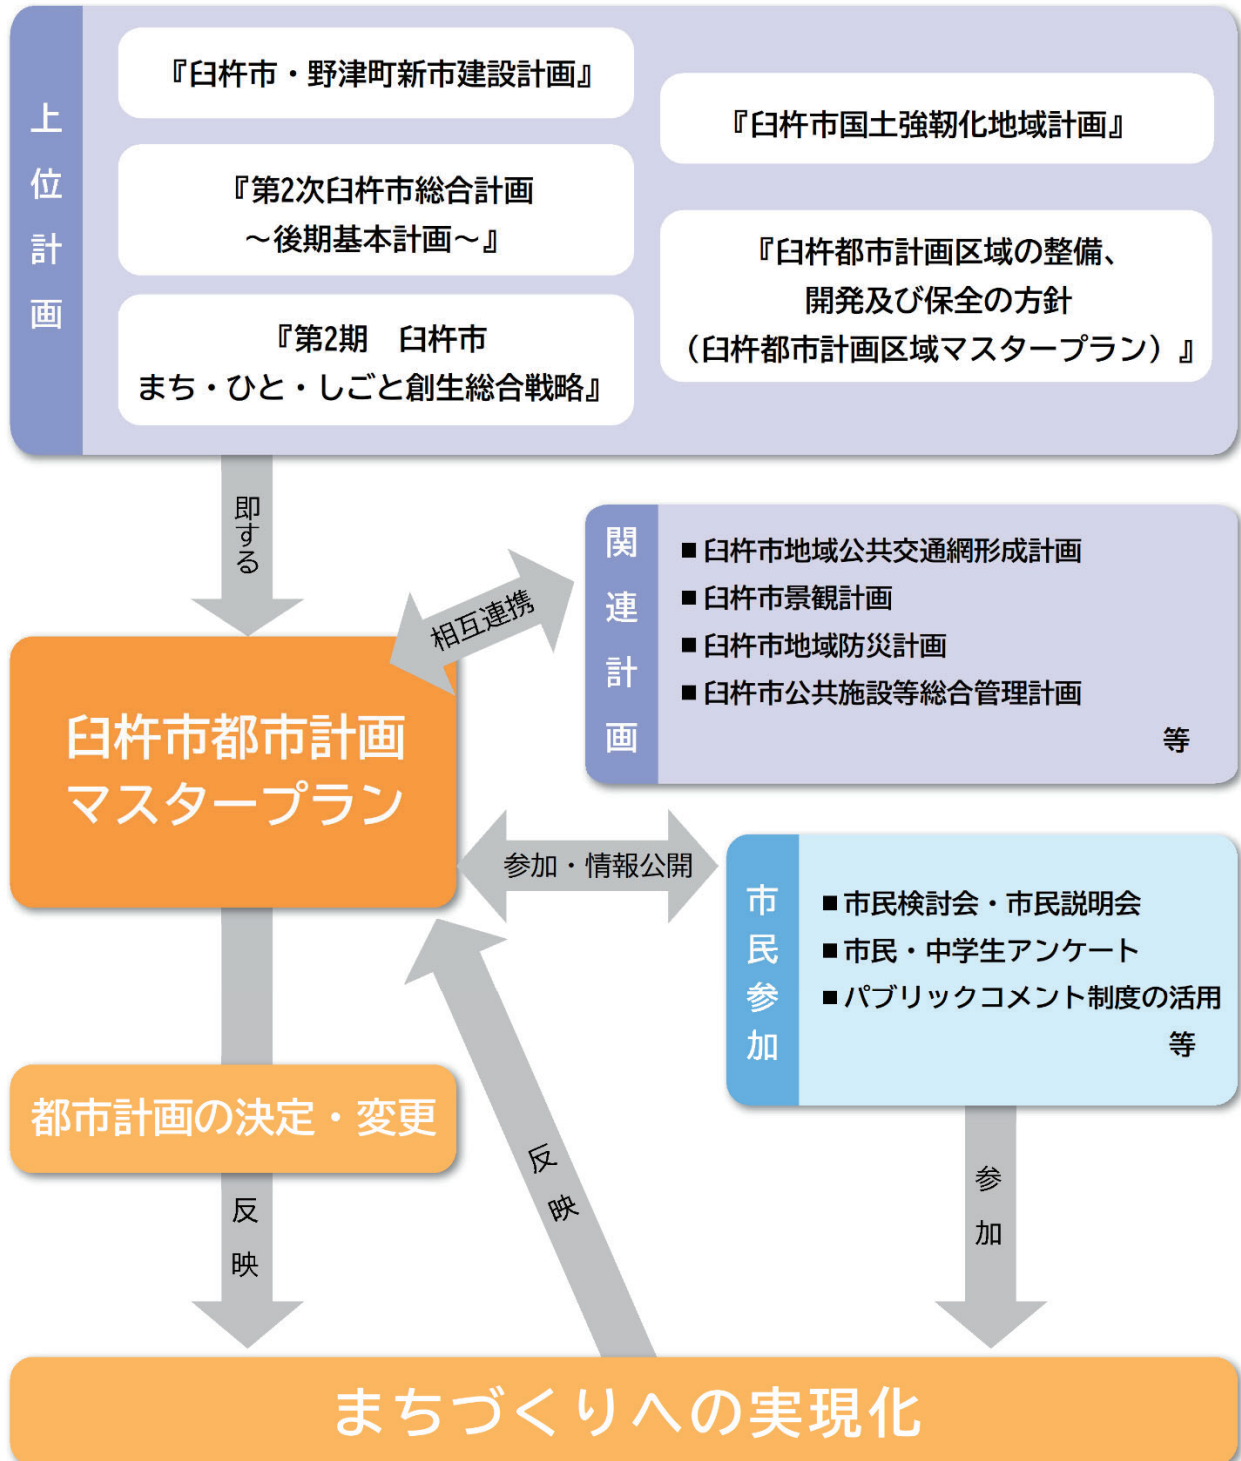 上位計画
『臼杵市・野津町新市建設計画』
『第2次臼杵市総合計画
～後期基本計画～』
『第2期　臼杵市
まち・ひと・しごと創生総合戦略』
『臼杵市国土強靭化地域計画』
『臼杵都市計画区域の整備、
開発及び保全の方針
（臼杵都市計画区域マスタープラン）』
即する
相互連携
関連計画
■臼杵市地域公共交通網形成計画
■臼杵市景観計画
■臼杵市地域防災計画
■臼杵市公共施設等総合管理計画
等
臼杵市都市計画
マスタープラン
参加・情報公開
市民参加
■市民検討会・市民説明会
■市民・中学生アンケート
■パブリックコメント制度の活用
等
都市計画の決定・変更
反映
反映
参加
まちづくりへの実現化